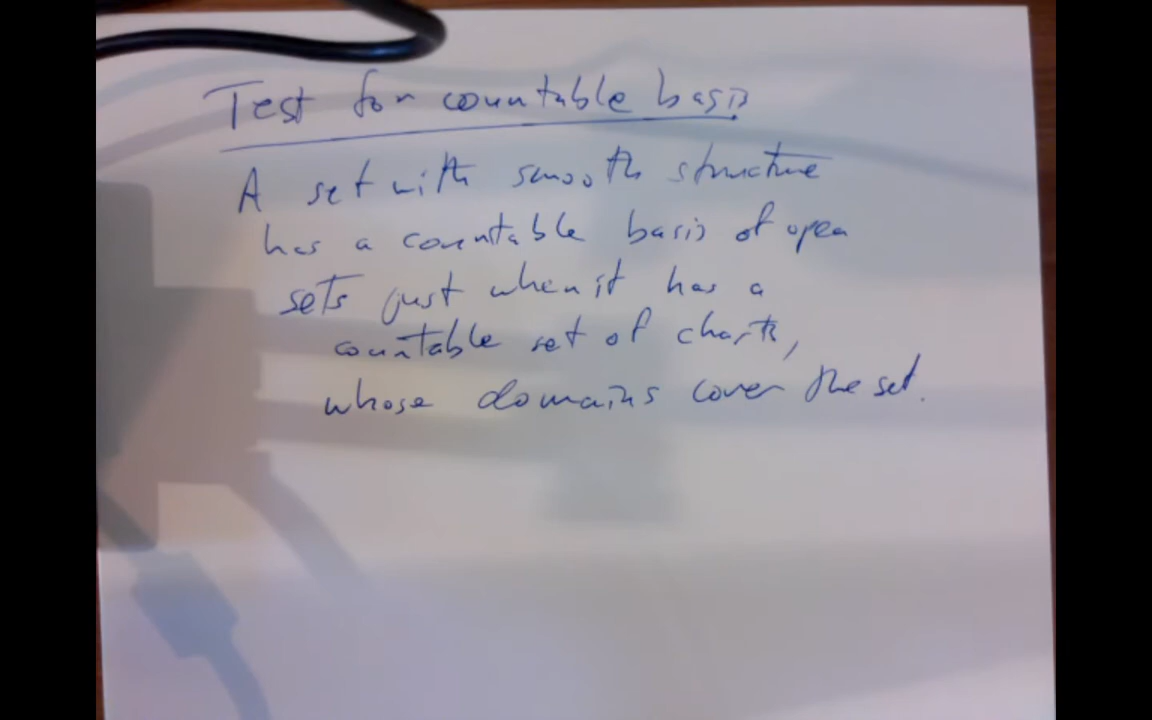 Test for countable basis
A set with smooth structure
has a countable basis of open
sets just when it has a
countable set of charts,
whose domains cover the set.